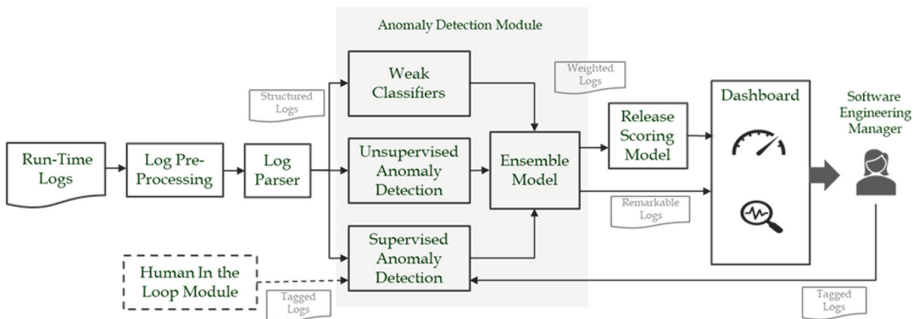 Anomaly Detection Module
Weak
Classifiers
Weighted
Logs
Structured
Logs
Dashboard
Software
Engineering
Manager
Release
Scoring
Model
Run-Time
Logs
Log Pre-
Processing
Log
Parser
Unsupervised
Anomaly
Detection
Ensemble
Model
Remarkable
Logs
Supervised
Anomaly
Detection
Human In the
Loop Module
Tagged
Logs
Tagged
Logs